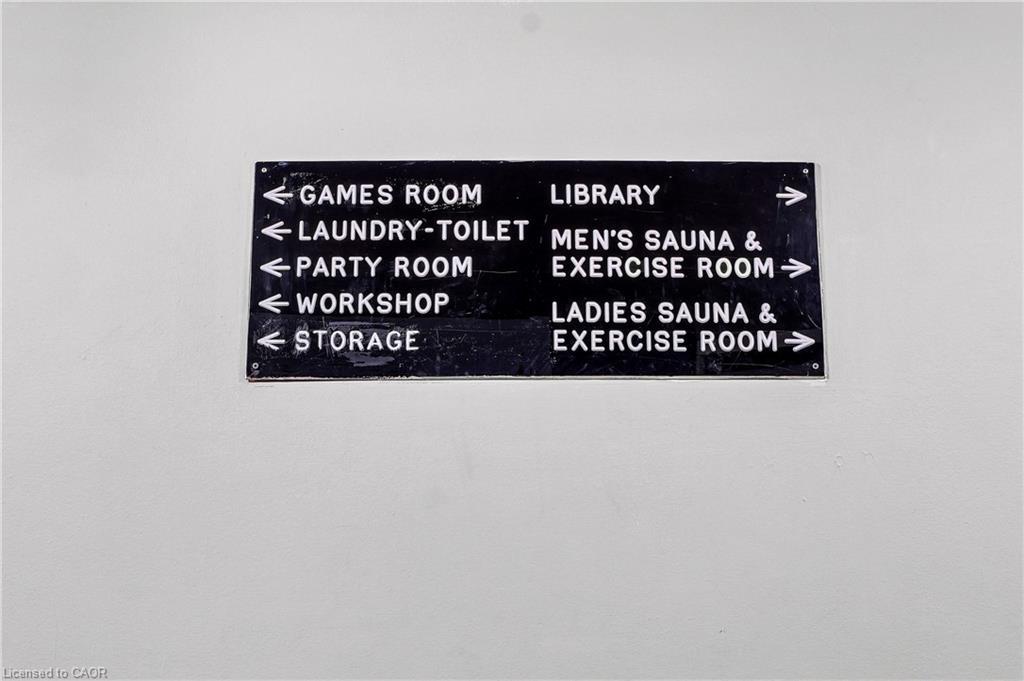 ← GAMES ROOM
← LAUNDRY-TOILET
← PARTY ROOM
← WORKSHOP
← STORAGE
LIBRARY →
MEN'S SAUNA &
EXERCISE ROOM →
LADIES SAUNA &
EXERCISE ROOM →
Licensed to CAOR